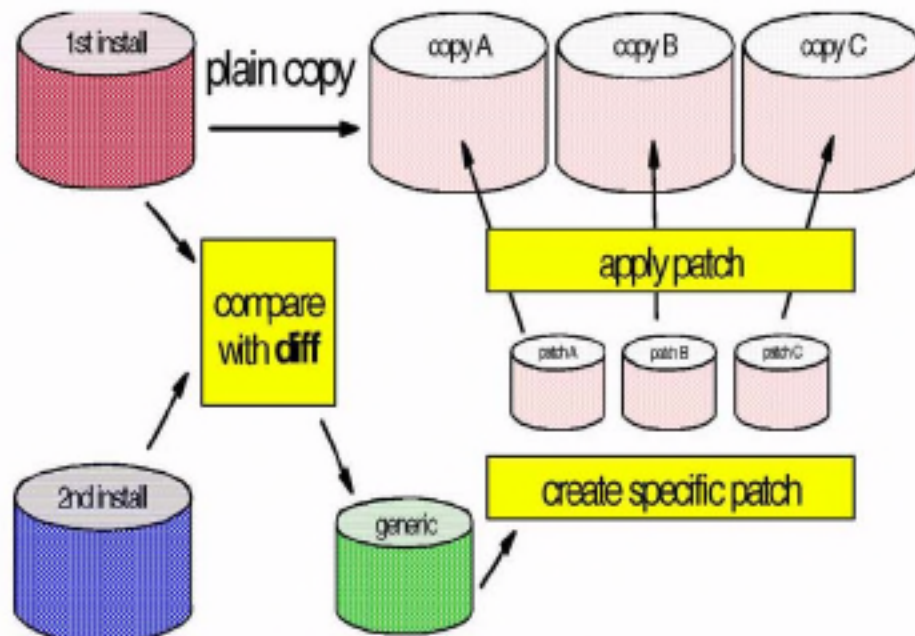 1st install
plain copy
copy A
copy B
copy C
compare
with diff
apply patch
patch A
patch B
patch C
2nd install
generic
create specific patch